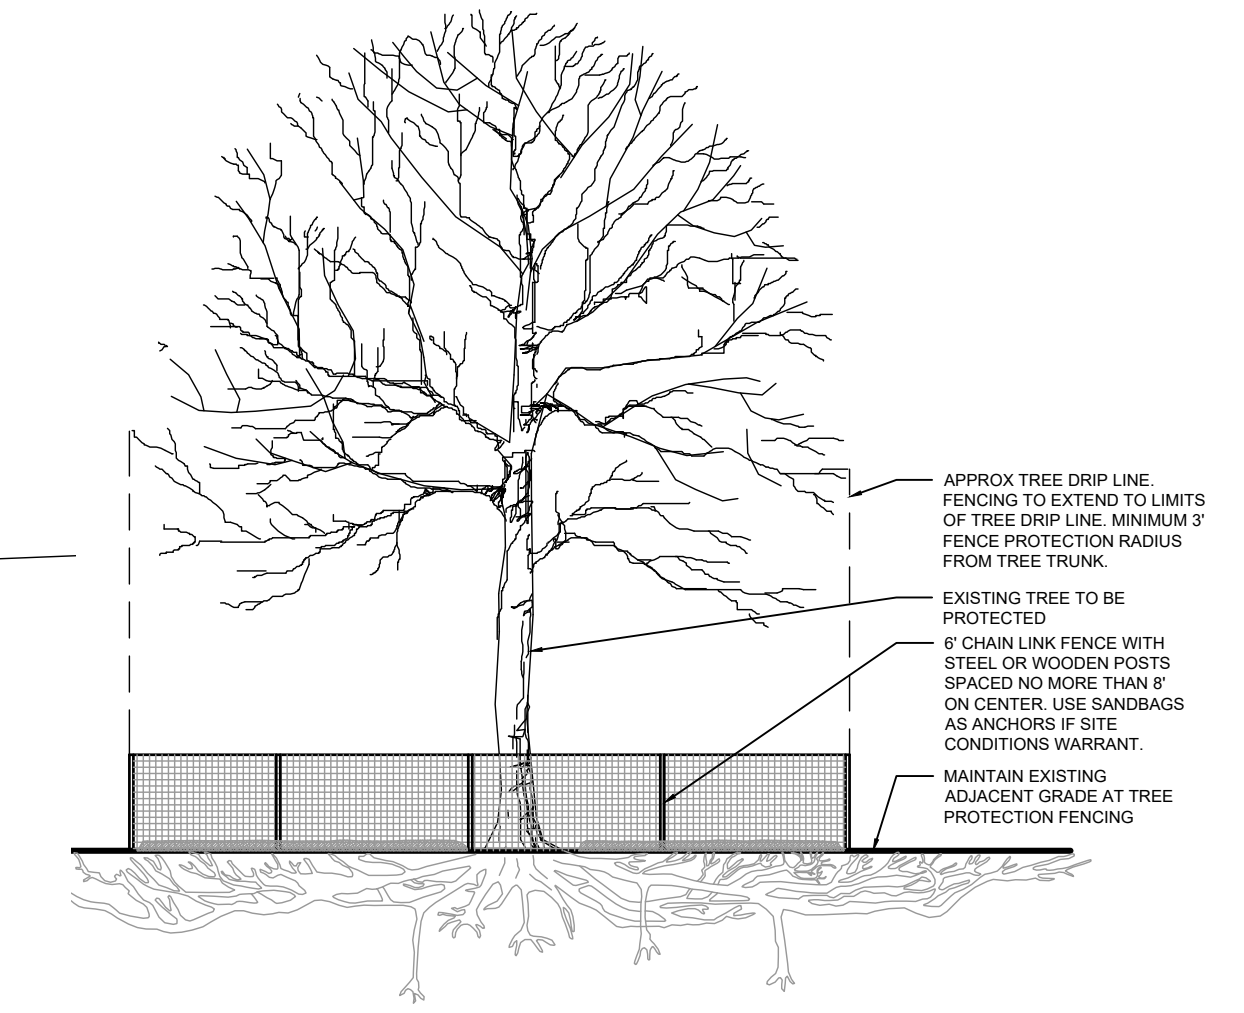 APPROX TREE DRIP LINE.
FENCING TO EXTEND TO LIMITS
OF TREE DRIP LINE. MINIMUM 3'
FENCE PROTECTION RADIUS
FROM TREE TRUNK.
EXISTING TREE TO BE
PROTECTED
6' CHAIN LINK FENCE WITH
STEEL OR WOODEN POSTS
SPACED NO MORE THAN 8'
ON CENTER. USE SANDBAGS
AS ANCHORS IF SITE
CONDITIONS WARRANT.
MAINTAIN EXISTING
ADJACENT GRADE AT TREE
PROTECTION FENCING